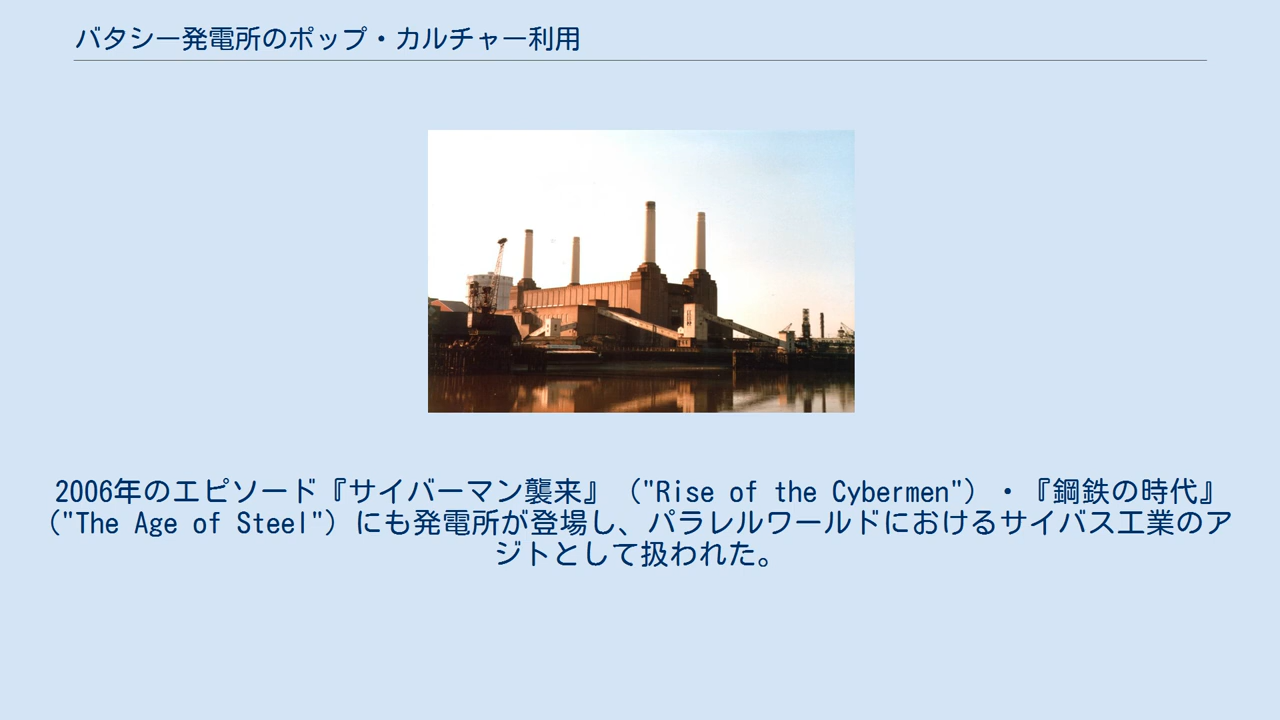 バタシー発電所のポップ・カルチャー利用
2006年のエピソード『サイバーマン襲来』（"Rise of the Cybermen"）・『鋼鉄の時代』
（"The Age of Steel"）にも発電所が登場し、パラレルワールドにおけるサイバス工業のア
ジトとして扱われた。